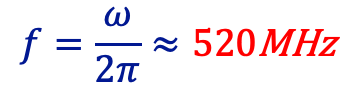 f = ω/2π ≈ 520MHz